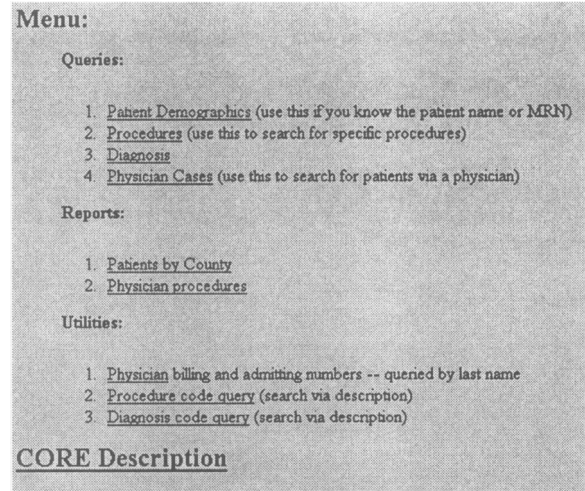 Menu:
Queries:
1. Patient Demographics (use this if you know the patient name or MRN)
2. Procedures (use this to search for specific procedures)
3. Diagnosis
4. Physician Cases (use this to search for patients via a physician)
Reports:
1. Patients by County
2. Physician procedures
Utilities:
1. Physician billing and admitting numbers -- queried by last name
2. Procedure code query (search via description)
3. Diagnosis code query (search via description)
CORE Description